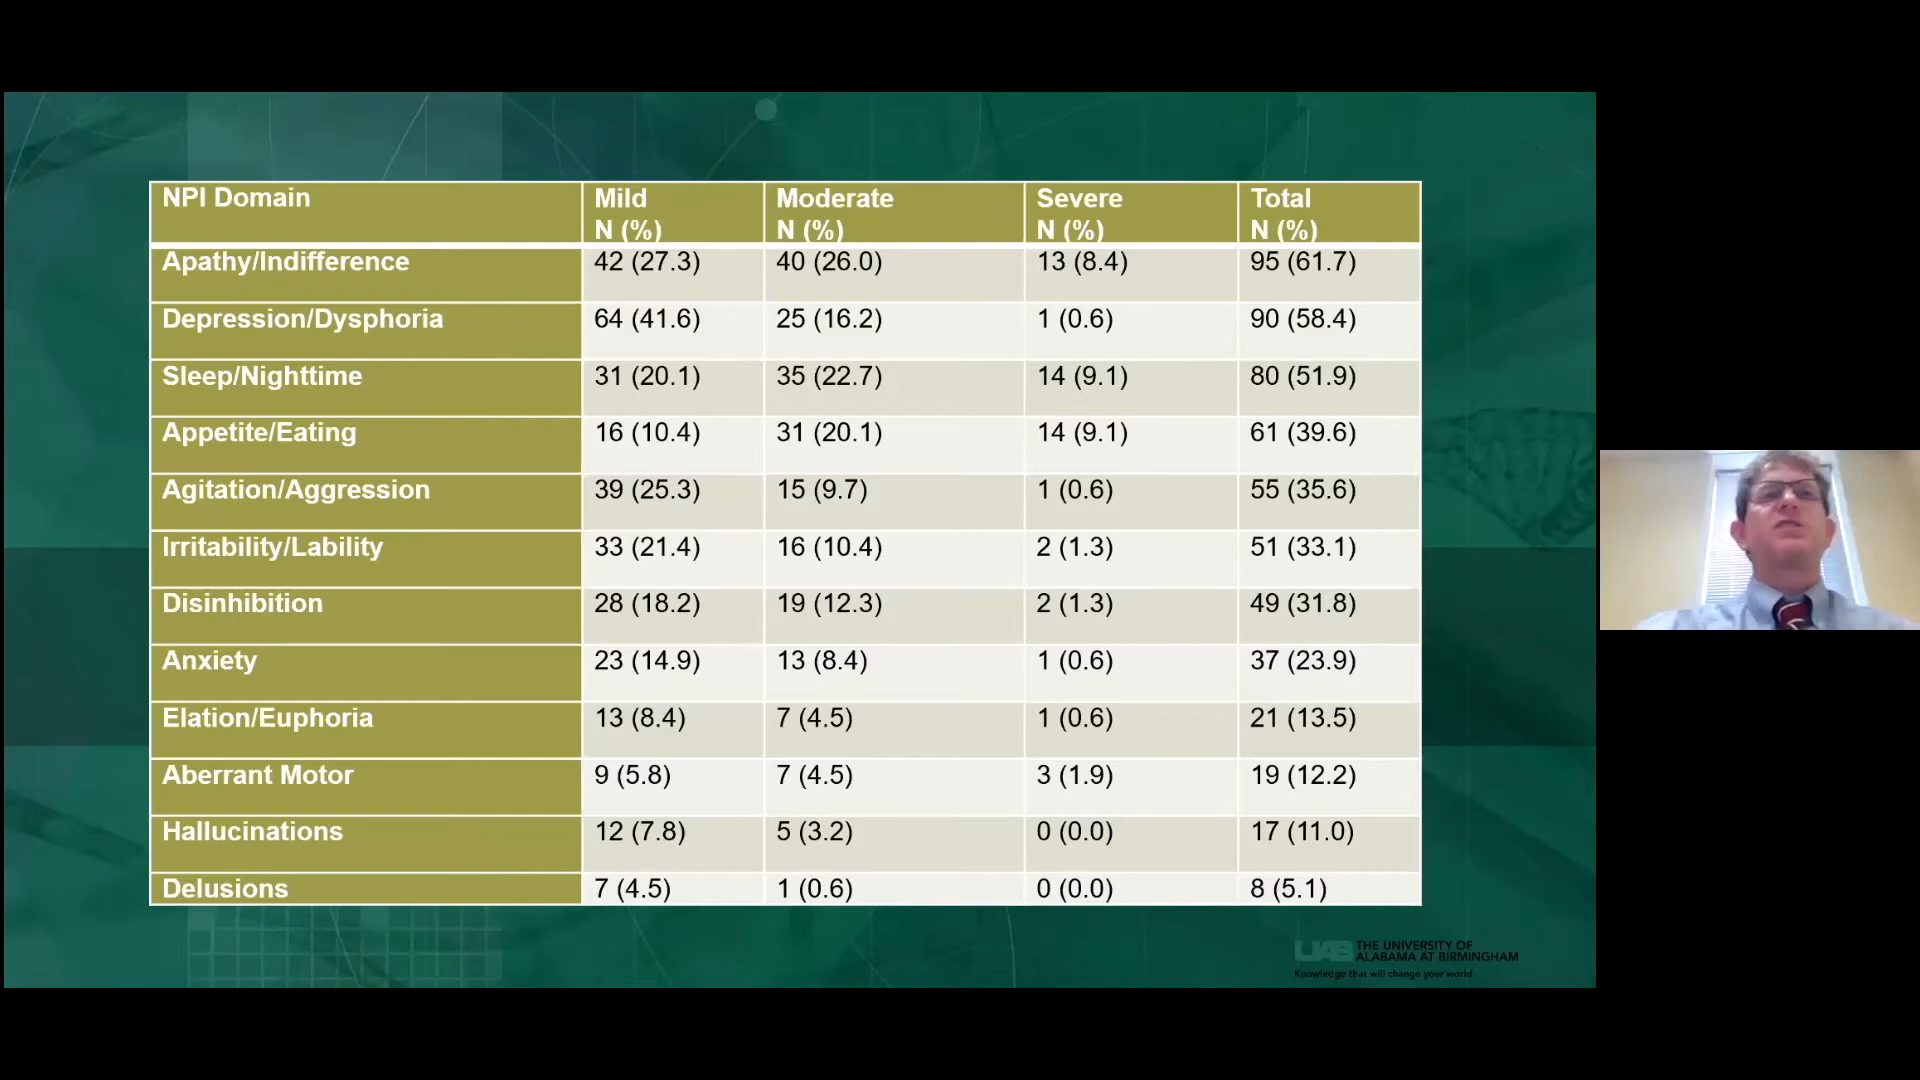 NPI Domain Mild Moderate Severe Total
N (%) N (%) N (%) N (%)
Apathy/Indifference 42 (27.3) 40 (26.0) 13 (8.4) 95 (61.7)
Depression/Dysphoria 64 (41.6) 25 (16.2) 1 (0.6) 90 (58.4)
Sleep/Nighttime 31 (20.1) 35 (22.7) 14 (9.1) 80 (51.9)
Appetite/Eating 16 (10.4) 31 (20.1) 14 (9.1) 61 (39.6)
Agitation/Aggression 39 (25.3) 15 (9.7) 1 (0.6) 55 (35.6)
Irritability/Lability 33 (21.4) 16 (10.4) 2 (1.3) 51 (33.1)
Disinhibition 28 (18.2) 19 (12.3) 2 (1.3) 49 (31.8)
Anxiety 23 (14.9) 13 (8.4) 1 (0.6) 37 (23.9)
Elation/Euphoria 13 (8.4) 7 (4.5) 1 (0.6) 21 (13.5)
Aberrant Motor 9 (5.8) 7 (4.5) 3 (1.9) 19 (12.2)
Hallucinations 12 (7.8) 5 (3.2) 0 (0.0) 17 (11.0)
Delusions 7 (4.5) 1 (0.6) 0 (0.0) 8 (5.1)
UAB THE UNIVERSITY OF
ALABAMA AT BIRMINGHAM
Knowledge that will change your world